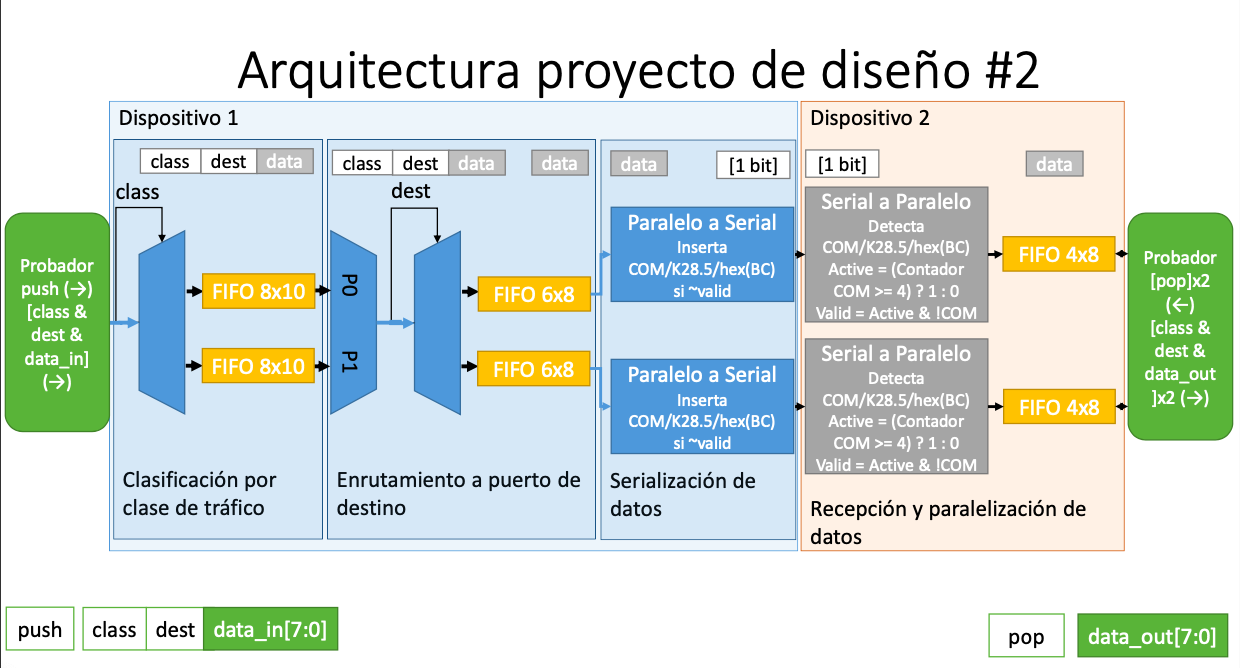 Arquitectura proyecto de diseño #2
Dispositivo 1
Dispositivo 2
class dest data
class dest data
data
data
[1 bit]
[1 bit]
data
class
dest
Probador
push (→)
[class &
dest &
data_in]
(→)
FIFO 8x10
FIFO 8x10
P0
P1
FIFO 6x8
FIFO 6x8
Paralelo a Serial
Inserta
COM/K28.5/hex(BC)
si ~valid
Paralelo a Serial
Inserta
COM/K28.5/hex(BC)
si ~valid
Serial a Paralelo
Detecta
COM/K28.5/hex(BC)
Active = (Contador
COM >= 4) ? 1 : 0
Valid = Active & !COM
Serial a Paralelo
Detecta
COM/K28.5/hex(BC)
Active = (Contador
COM >= 4) ? 1 : 0
Valid = Active & !COM
FIFO 4x8
FIFO 4x8
Probador
[pop]x2
(←)
[class &
dest &
data_out
]x2 (→)
Clasificación por
clase de tráfico
Enrutamiento a puerto de
destino
Serialización de
datos
Recepción y paralelización de
datos
push class dest data_in[7:0]
pop data_out[7:0]